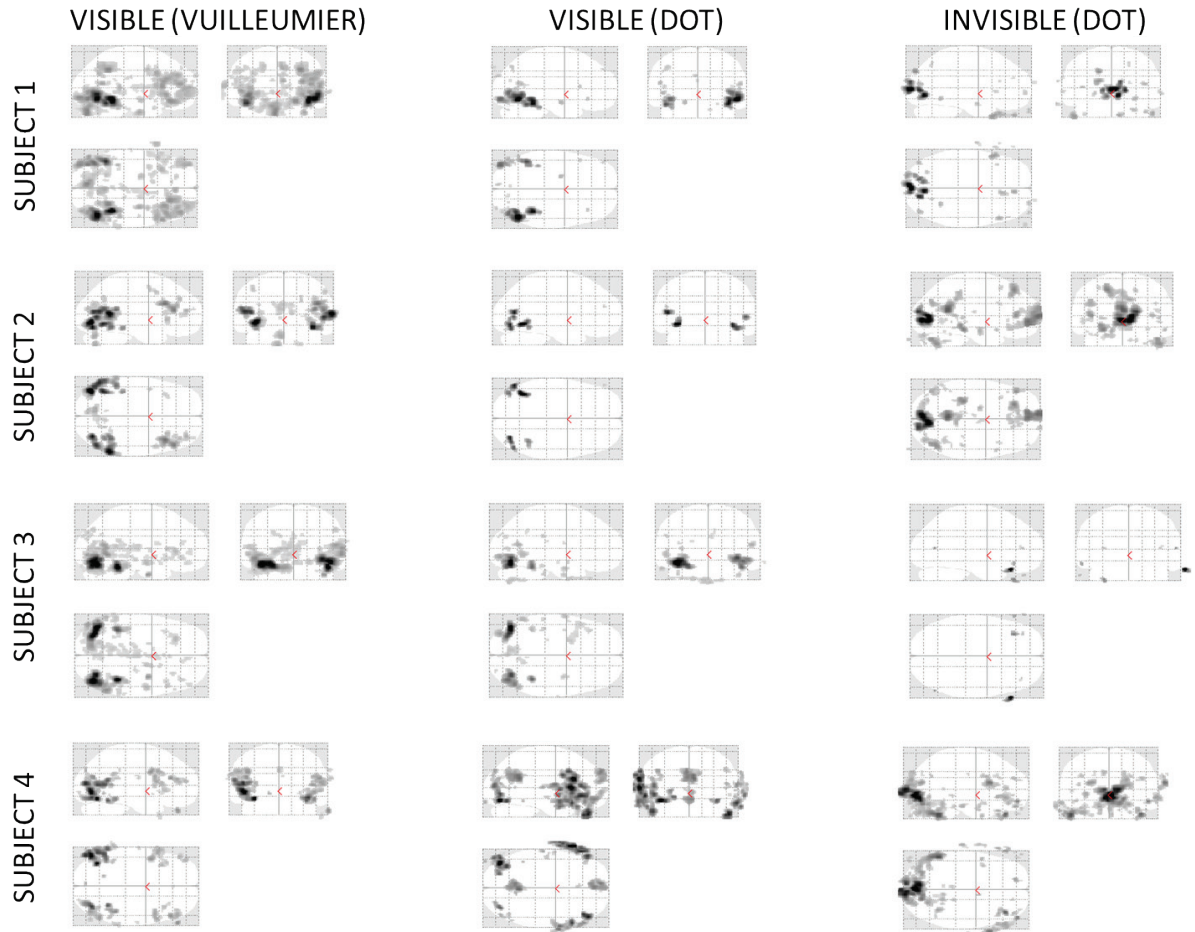 VISIBLE (VUILLEUMIER)
VISIBLE (DOT)
INVISIBLE (DOT)
SUBJECT 1
SUBJECT 2
SUBJECT 3
SUBJECT 4